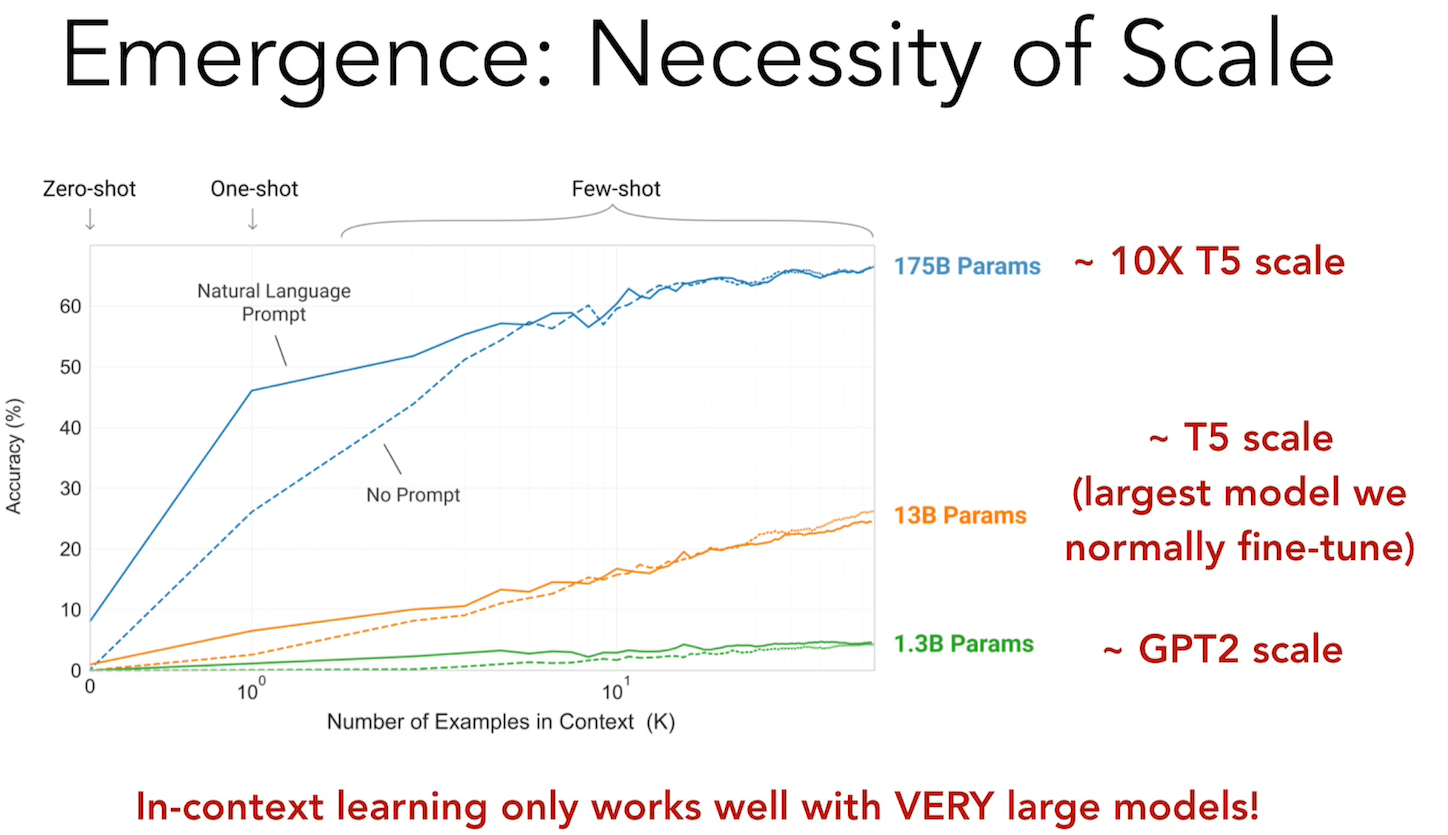 Emergence: Necessity of Scale
Zero-shot
One-shot
Few-shot
Natural Language
Prompt
No Prompt
Accuracy (%)
60
50
40
30
20
10
0
0
10^0
10^1
Number of Examples in Context (K)
175B Params
~ 10X T5 scale
~ T5 scale
(largest model we
normally fine-tune)
13B Params
1.3B Params
~ GPT2 scale
In-context learning only works well with VERY large models!